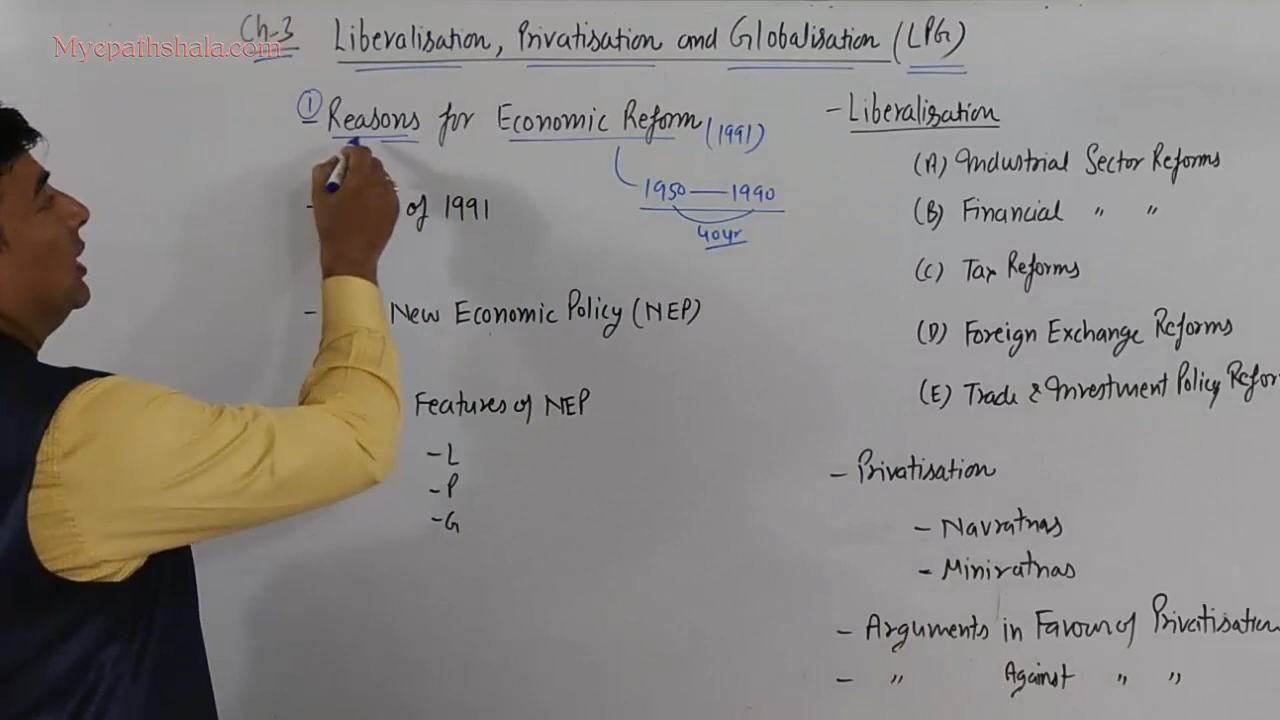 Ch-3 Liberalisation, Privatisation and Globalisation (LPG)
Myepathshala.com
① Reasons for Economic Reform (1991)
1950 — 1990
40yr
- of 1991
- New Economic Policy (NEP)
Features of NEP
- L
- P
- G
- Liberalisation
(A) Industrial Sector Reforms
(B) Financial " "
(C) Tax Reforms
(D) Foreign Exchange Reforms
(E) Trade & Investment Policy Refor
- Privatisation
- Navratnas
- Miniratnas
- Arguments in Favour of Privatisation
- " Against " "